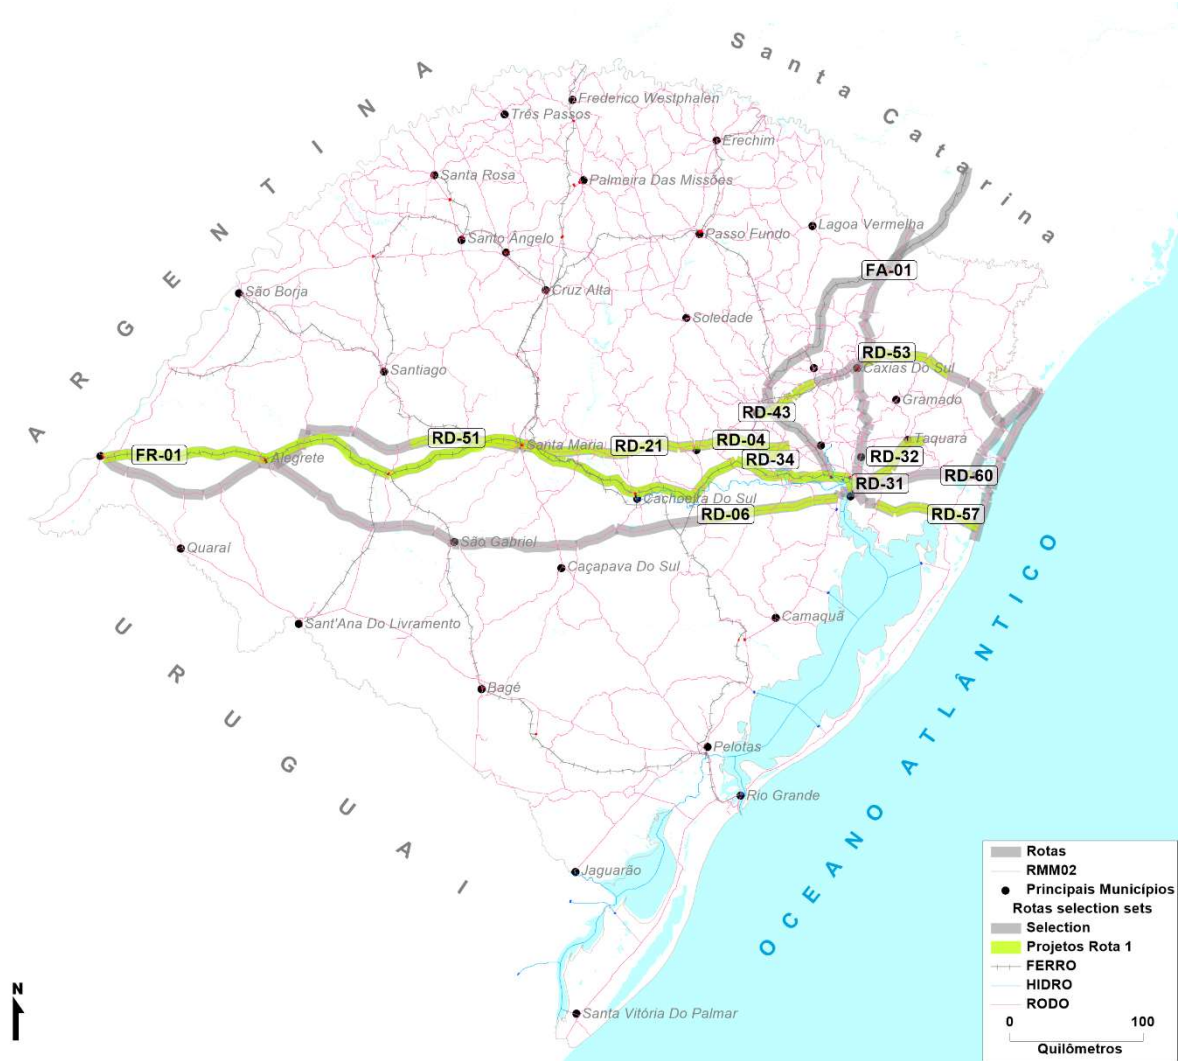 Santa Catarina
ARGENTINA
Frederico Westphalen
Três Passos
Erechim
Santa Rosa
Palmeira Das Missões
Lagoa Vermelha
Santo Ângelo
Passo Fundo
FA-01
São Borja
Cruz Alta
Soledade
RD-53
Santiago
Caxias Do Sul
Gramado
RD-43
RD-51
RD-21
RD-04
Taquara
FR-01
Alegrete
Santa Maria
RD-34
RD-32
RD-60
RD-31
Cachoeira Do Sul
RD-06
RD-57
São Gabriel
Quaraí
Caçapava Do Sul
Sant'Ana Do Livramento
Camaquã
URUGUAI
Bagé
Pelotas
Rio Grande
OCEANO ATLÂNTICO
Jaguarão
Santa Vitória Do Palmar
N
Rotas
RMM02
Principais Municípios
Rotas selection sets
Selection
Projetos Rota 1
FERRO
HIDRO
RODO
0 100
Quilômetros